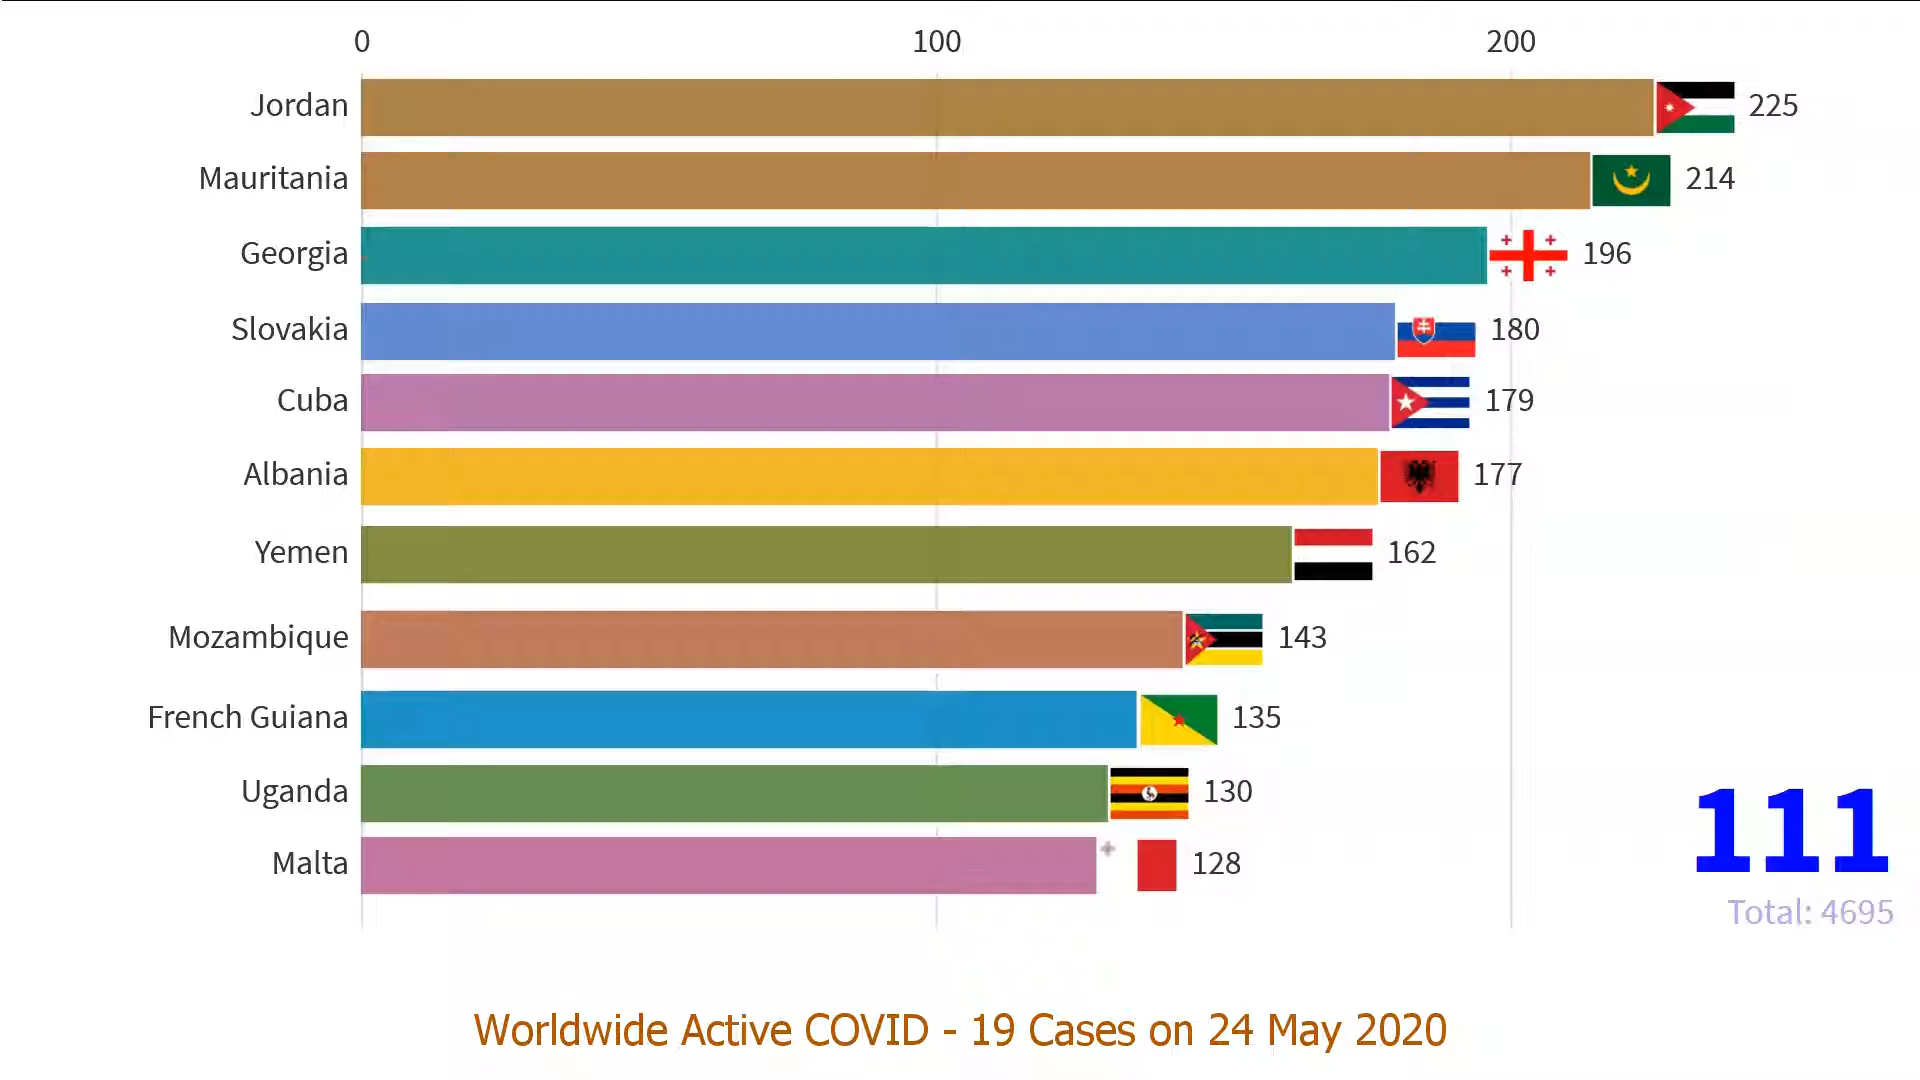 0 100 200
Jordan 225
Mauritania 214
Georgia 196
Slovakia 180
Cuba 179
Albania 177
Yemen 162
Mozambique 143
French Guiana 135
Uganda 130
Malta 128
111
Total: 4695
Worldwide Active COVID - 19 Cases on 24 May 2020